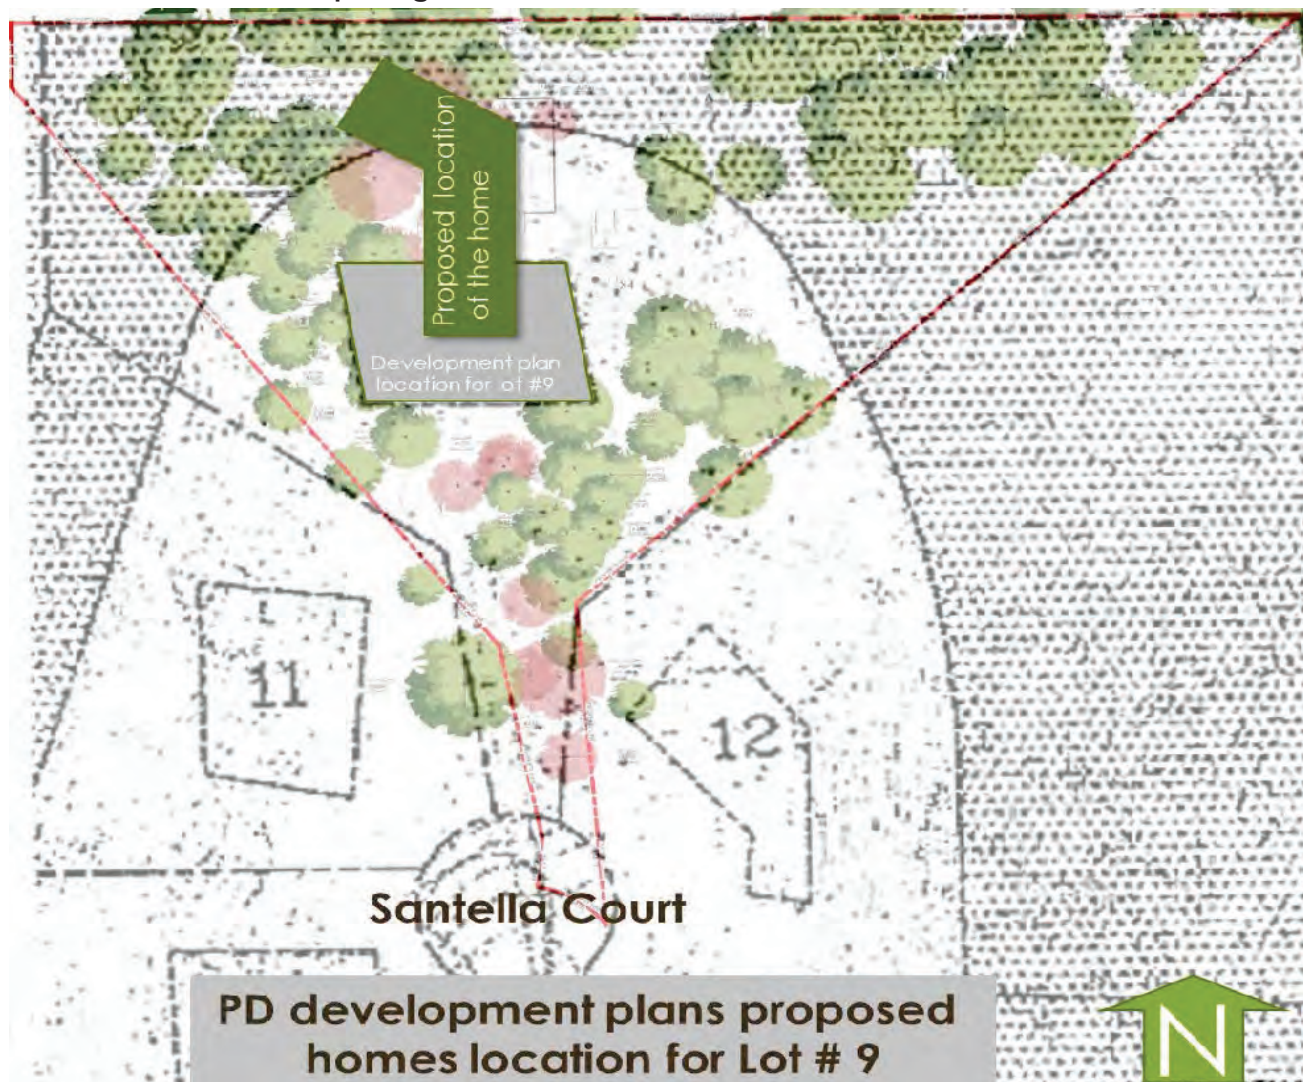 Proposed location
of the home
Development plan
location for lot #9
11
12
Santella Court
PD development plans proposed
homes location for Lot # 9
N